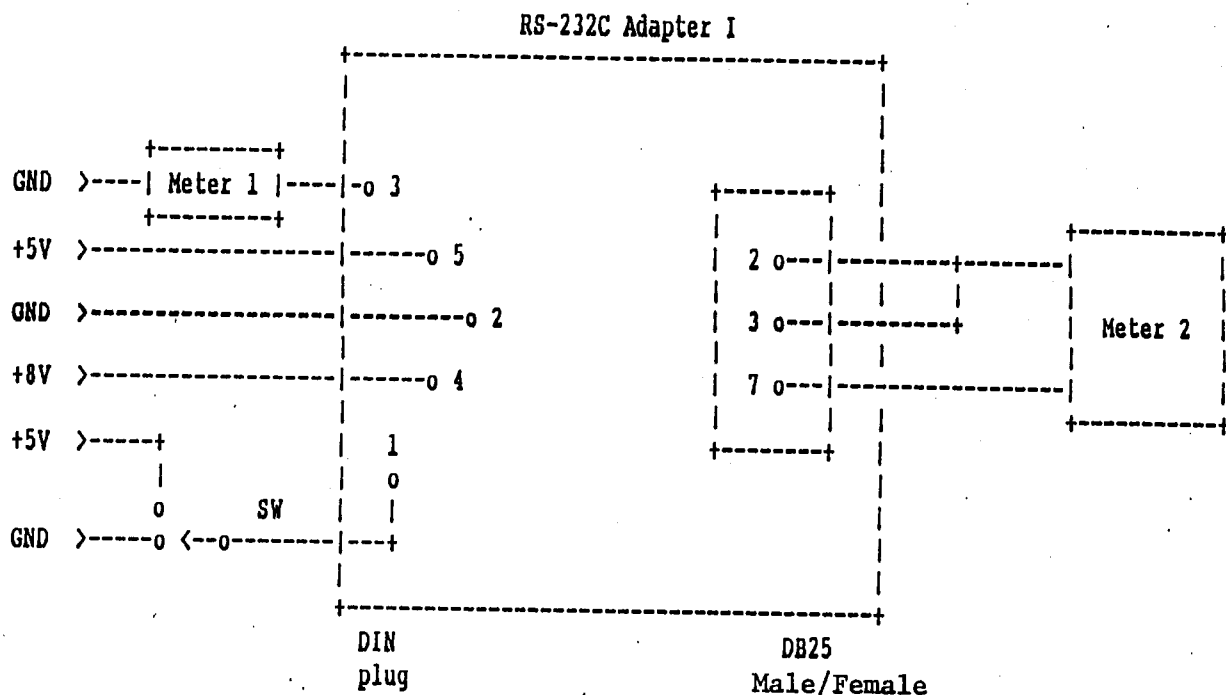 RS-232C Adapter I
GND Meter 1 3
+5V 5
2
GND 2
3 Meter 2
+8V 4
7
+5V 1
SW
GND
DIN
plug
DB25
Male/Female